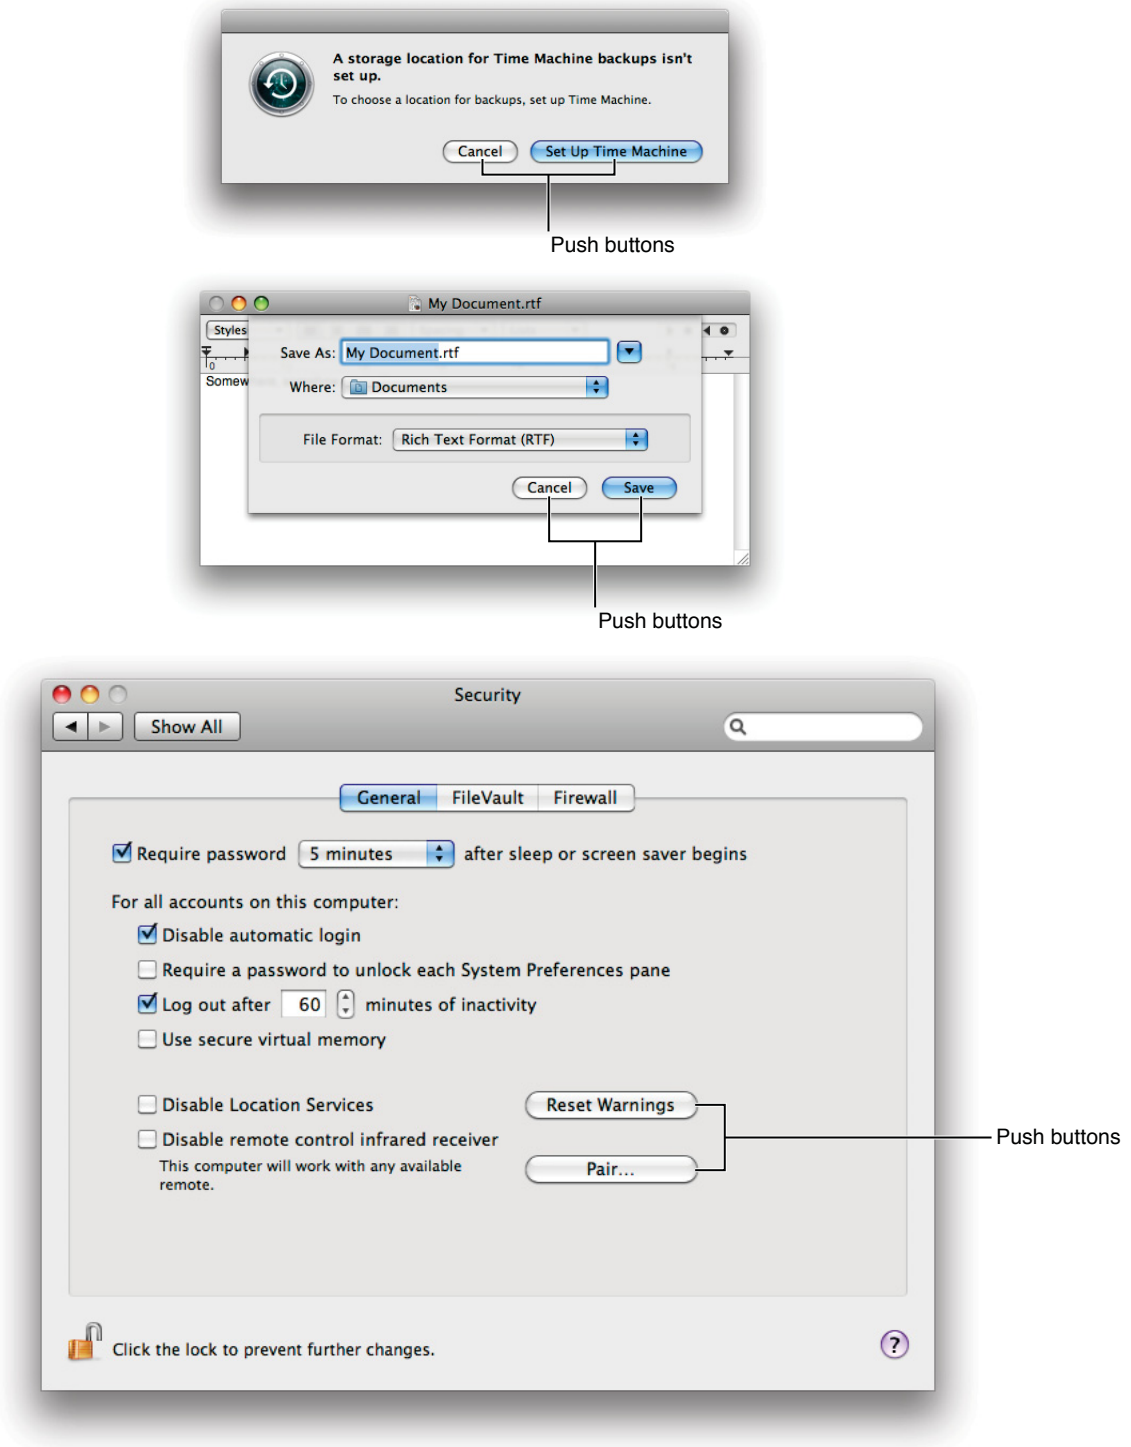 A storage location for Time Machine backups isn't
set up.
To choose a location for backups, set up Time Machine.
Cancel
Set Up Time Machine
Push buttons
My Document.rtf
Styles
0
Somew
Save As: My Document.rtf
Where: Documents
File Format: Rich Text Format (RTF)
Cancel
Save
Push buttons
Security
Show All
General
FileVault
Firewall
Require password 5 minutes after sleep or screen saver begins
For all accounts on this computer:
Disable automatic login
Require a password to unlock each System Preferences pane
Log out after 60 minutes of inactivity
Use secure virtual memory
Disable Location Services
Reset Warnings
Disable remote control infrared receiver
This computer will work with any available
remote.
Pair...
Push buttons
Click the lock to prevent further changes.
?